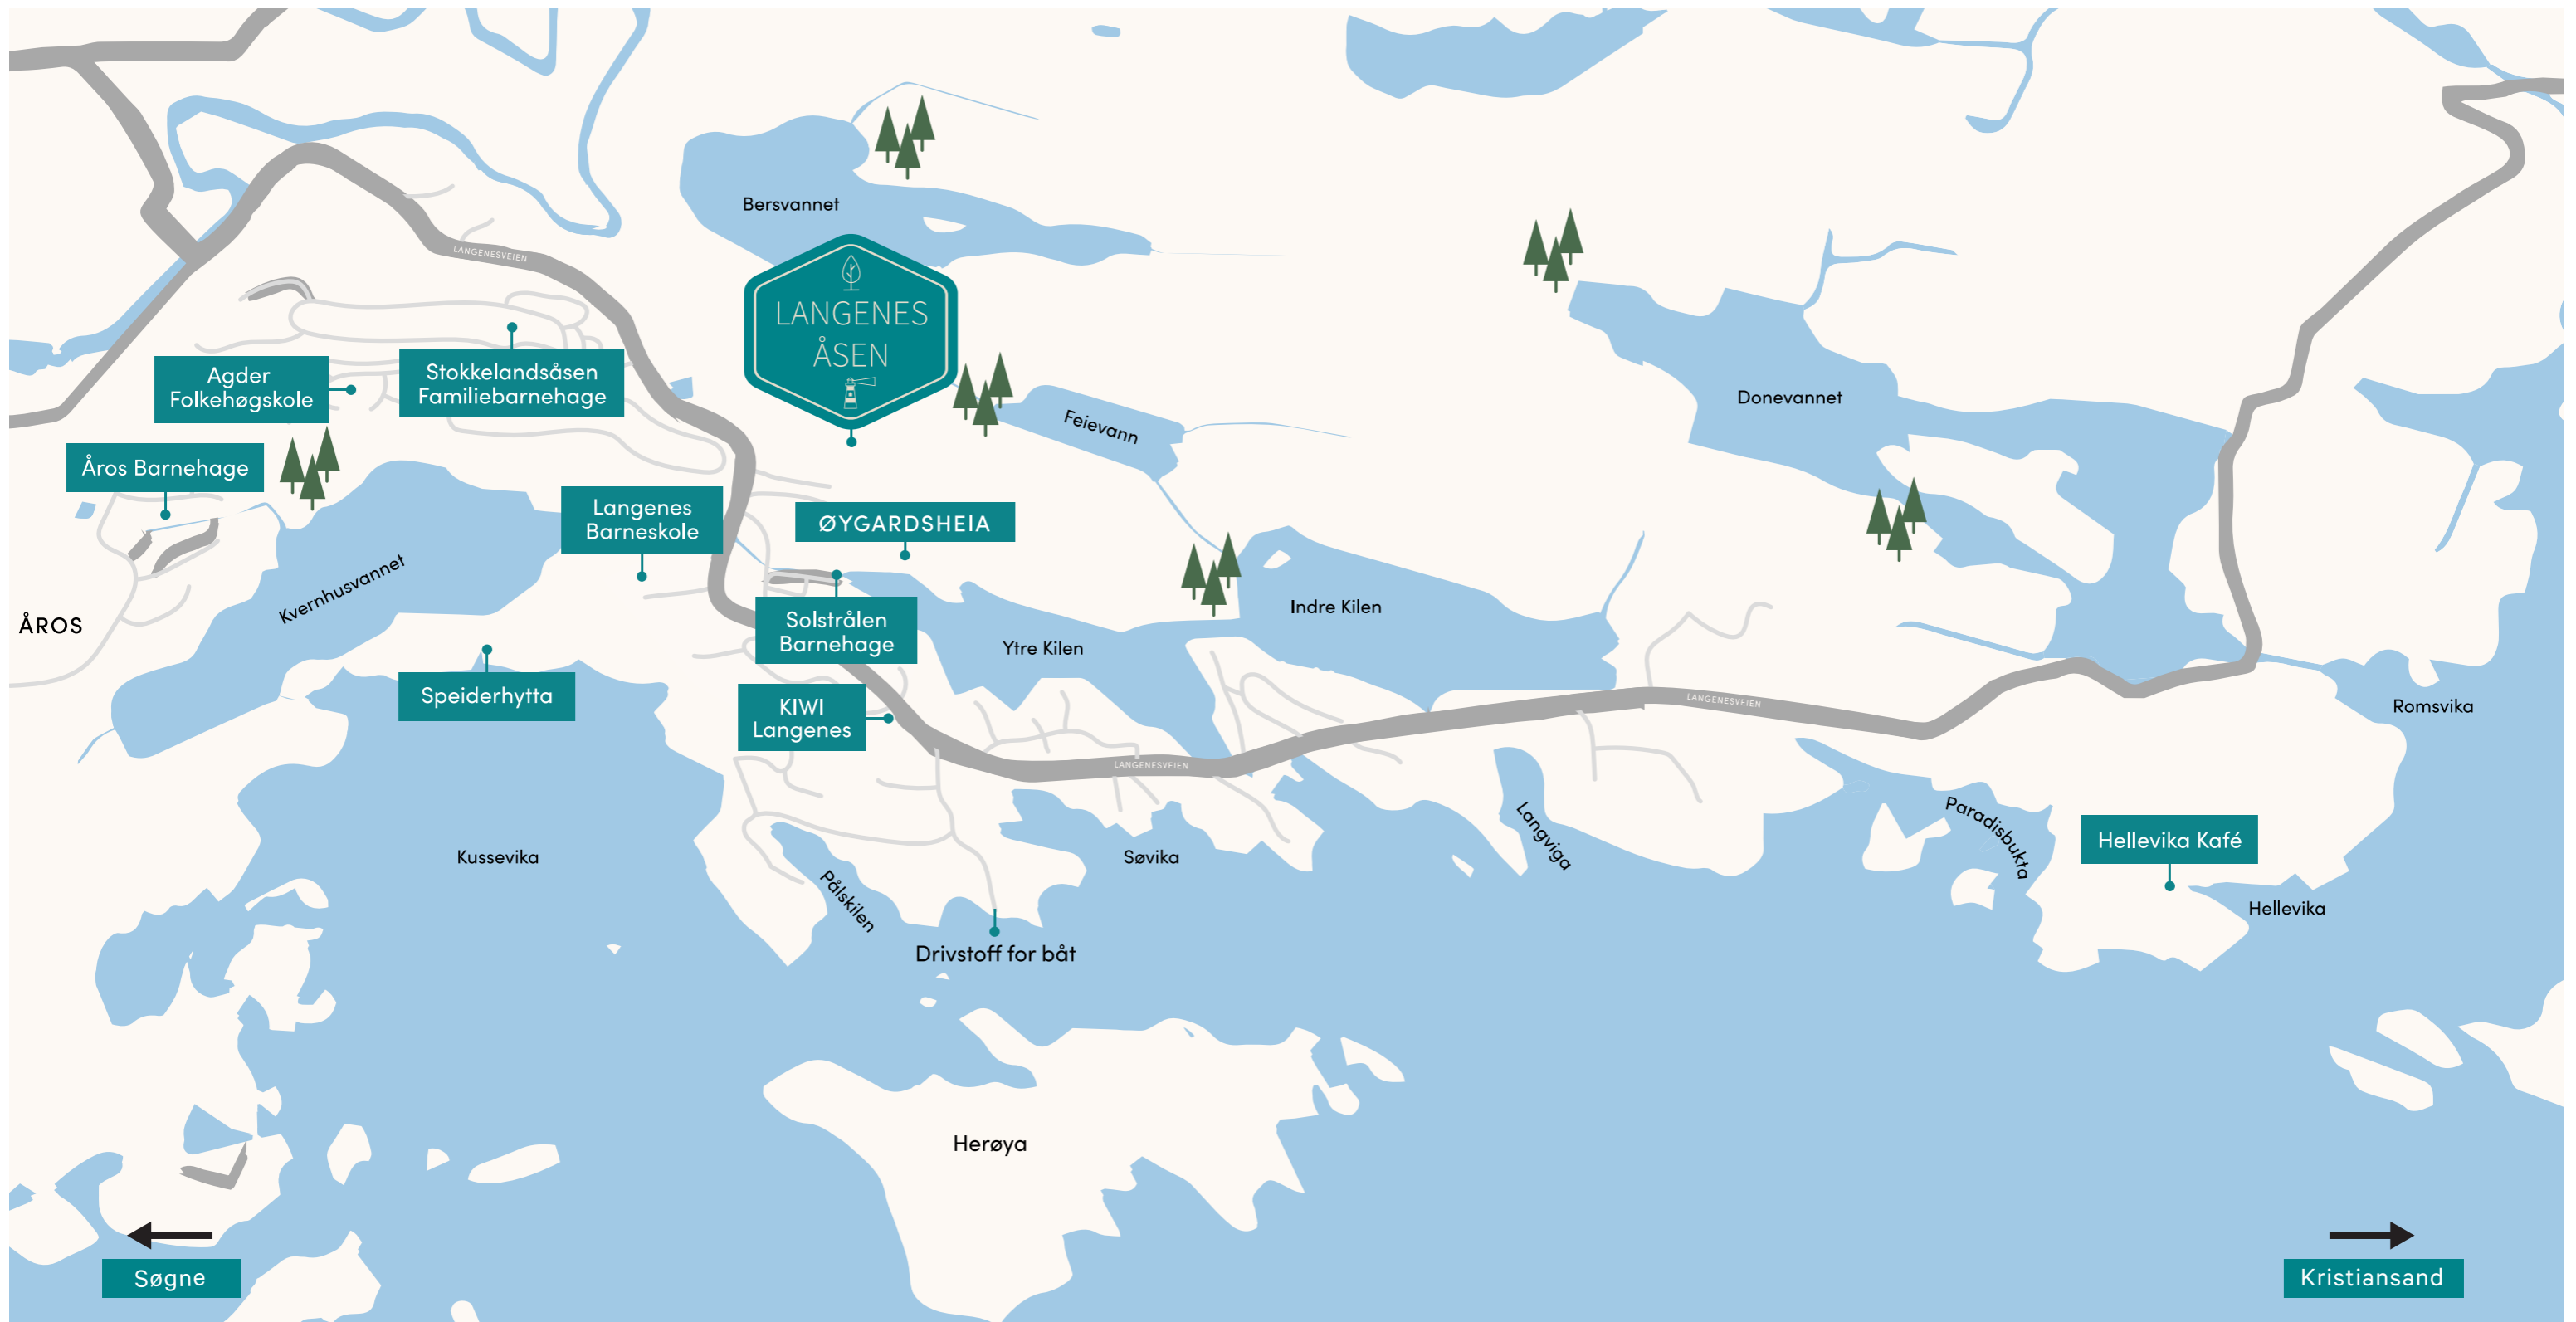 Bersvannet
LANGENESVEIEN
LANGENES
ÅSEN
Agder
Folkehøgskole
Stokkelandsåsen
Familiebarnehage
Feievann
Donevannet
Åros Barnehage
Langenes
Barneskole
ØYGARDSHEIA
Kvernhusvannet
ÅROS
Indre Kilen
Solstrålen
Barnehage
Ytre Kilen
Speiderhytta
KIWI
Langenes
LANGENESVEIEN
Romsvika
LANGENESVEIEN
Kussevika
Pålskilen
Søvika
Langviga
Paradisbukta
Hellevika Kafé
Hellevika
Drivstoff for båt
Herøya
Søgne
Kristiansand